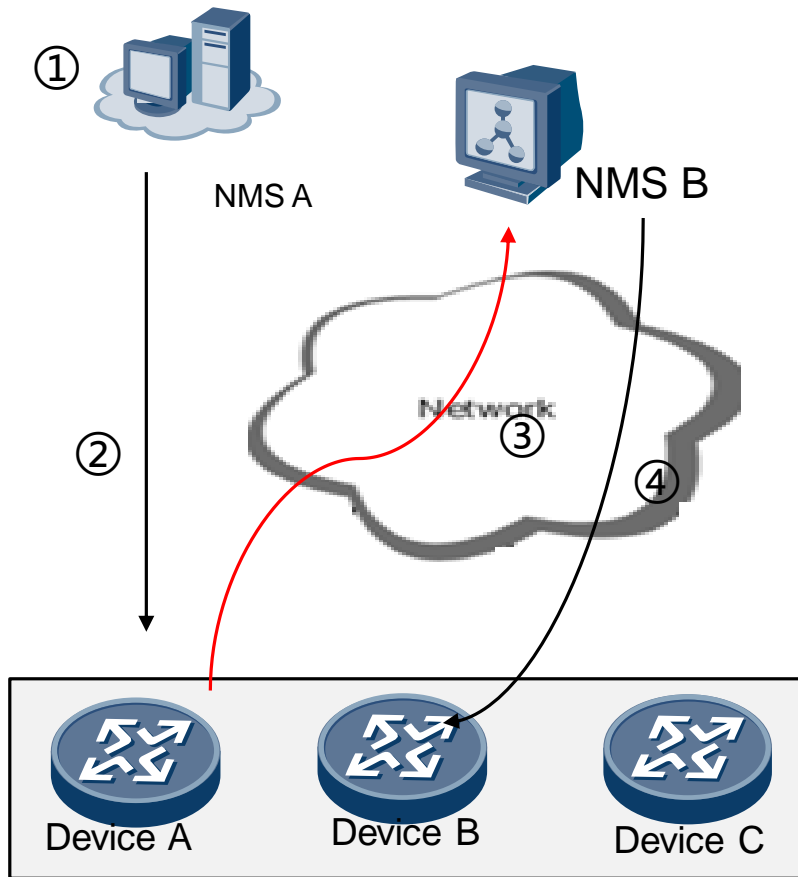 ①
NMS A
NMS B
Network
③
②
④
Device A
Device B
Device C